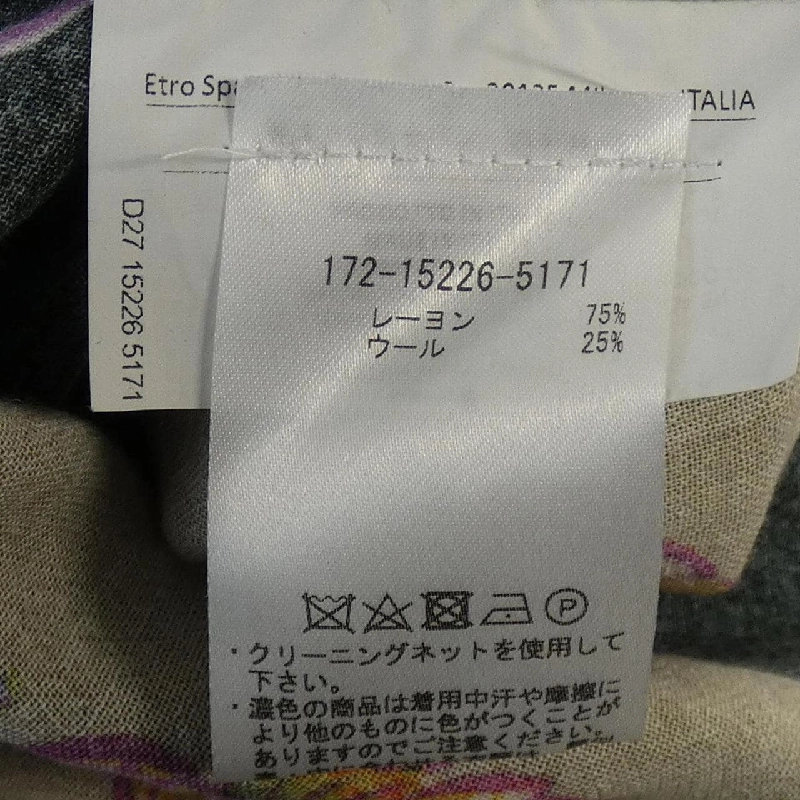 Etro Spa 20135 ITALIA
D27 15226 5171
172-15226-5171
レーヨン 75%
ウール 25%
P
・クリーニングネットを使用して
下さい。
・濃色の商品は着用中汗や摩擦に
より他のものに色がつくことが
ありますのでご注意ください。